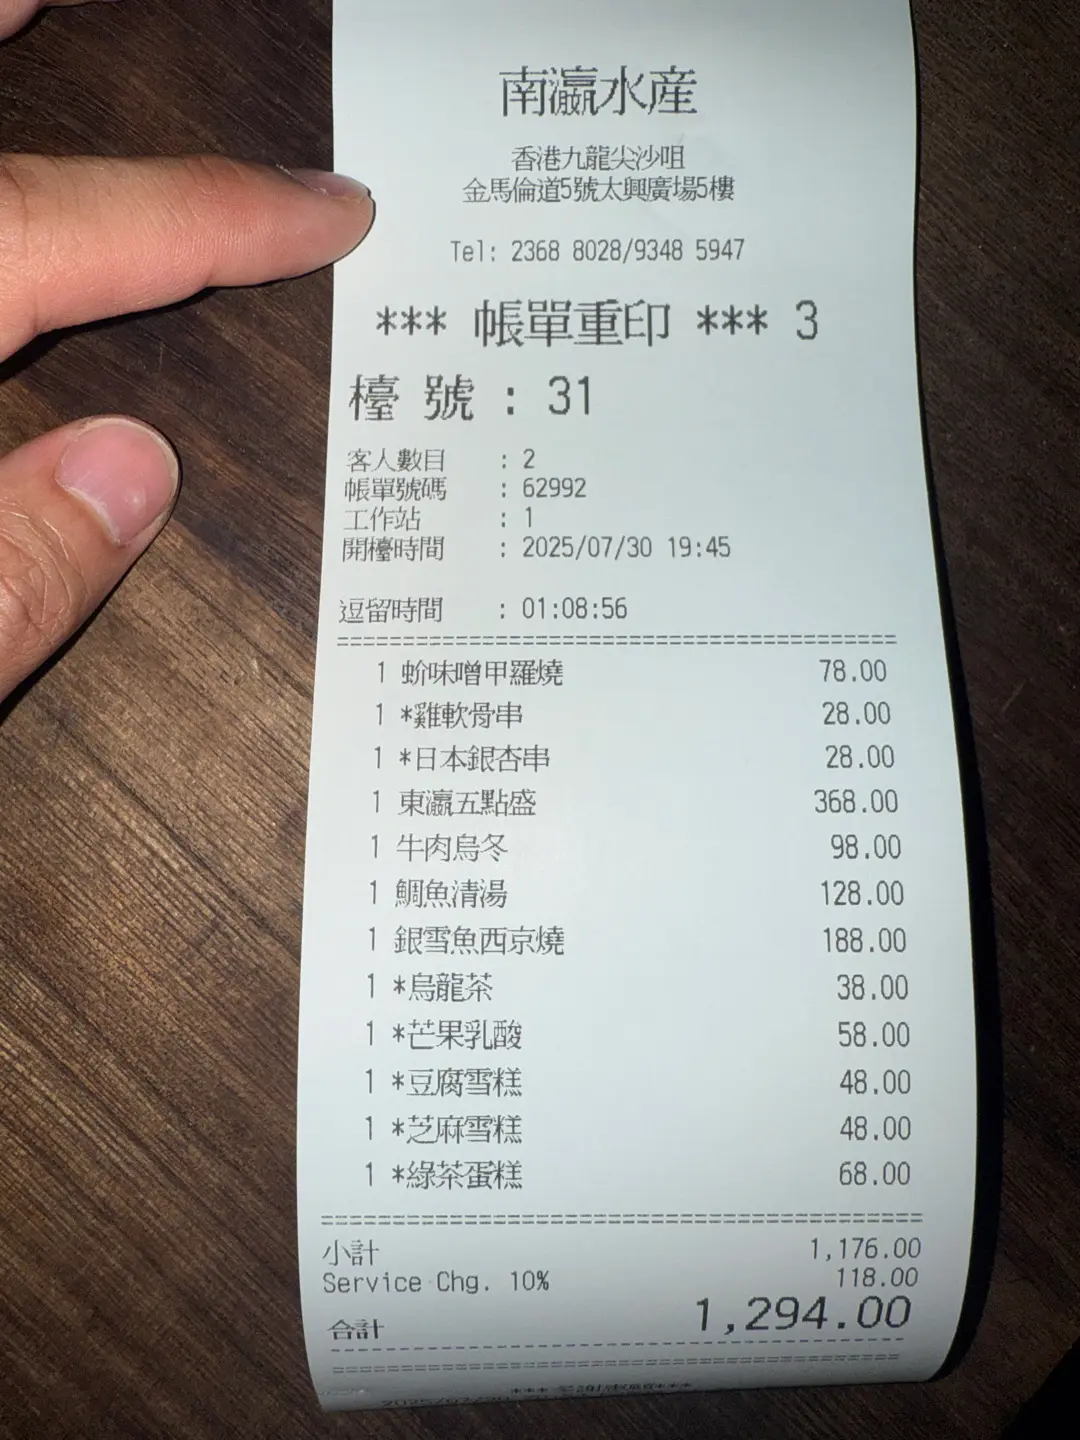 南瀛水産
香港九龍尖沙咀
金馬倫道5號太興廣場5樓
Tel: 2368 8028/9348 5947
*** 帳單重印 *** 3
檯 號 : 31
客人數目 : 2
帳單號碼 : 62992
工作站 : 1
開檯時間 : 2025/07/30 19:45
逗留時間 : 01:08:56
1 蚧味噌甲羅燒 78.00
1 *雞軟骨串 28.00
1 *日本銀杏串 28.00
1 東瀛五點盛 368.00
1 牛肉烏冬 98.00
1 鯛魚清湯 128.00
1 銀雪魚西京燒 188.00
1 *烏龍茶 38.00
1 *芒果乳酸 58.00
1 *豆腐雪糕 48.00
1 *芝麻雪糕 48.00
1 *綠茶蛋糕 68.00
小計 1,176.00
Service Chg. 10% 118.00
合計 1,294.00